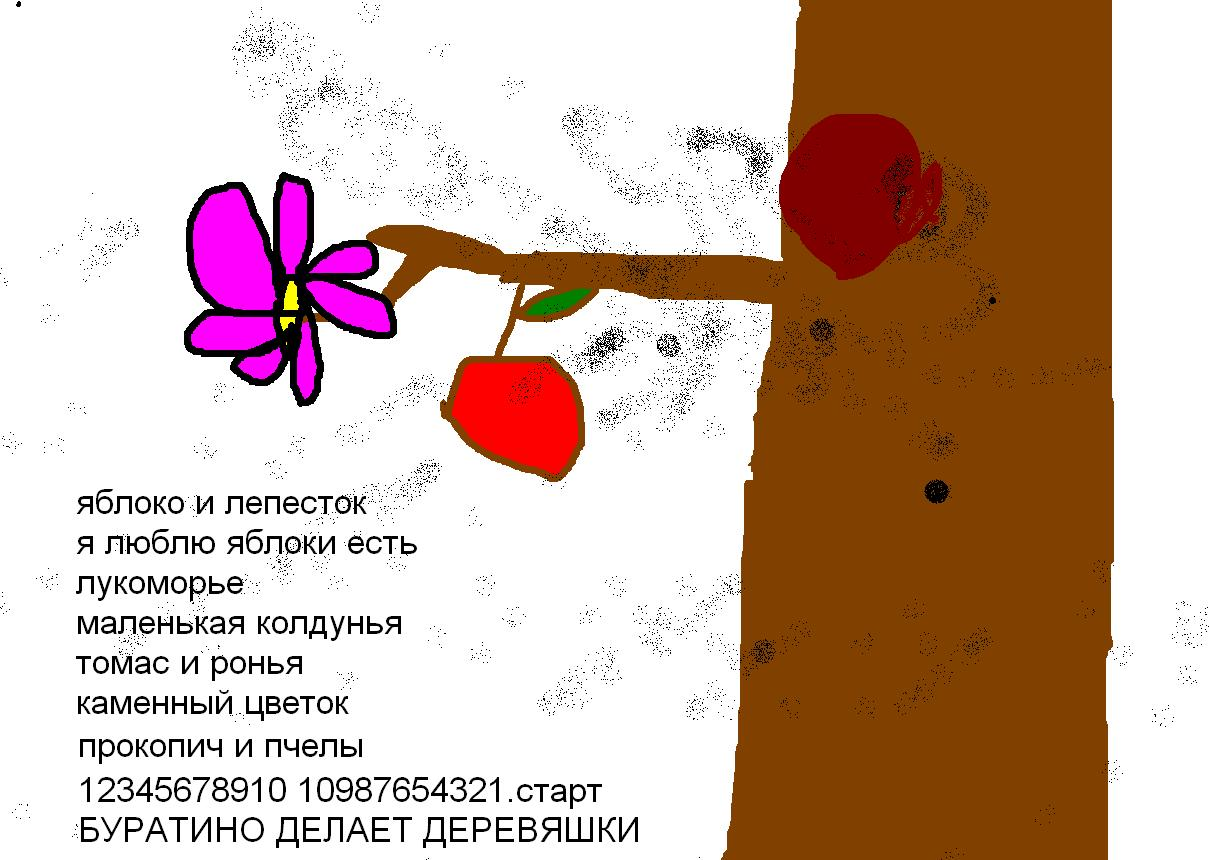 яблоко и лепесток
я люблю яблоки есть
лукоморье
маленькая колдунья
томас и ронья
каменный цветок
прокопич и пчелы
12345678910 10987654321.старт
БУРАТИНО ДЕЛАЕТ ДЕРЕВЯШКИ